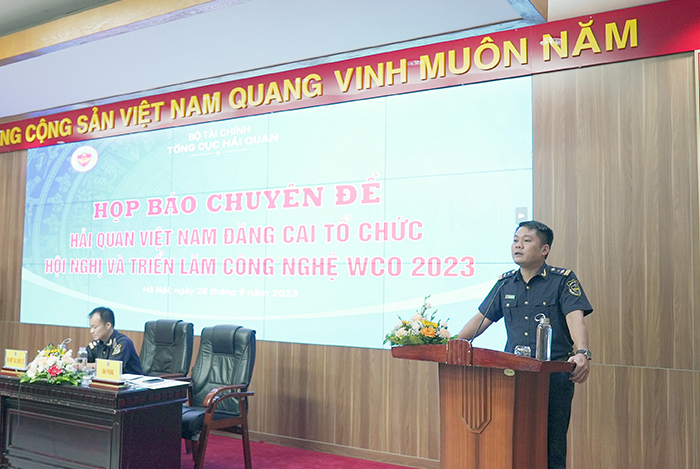 NG CỘNG SẢN VIỆT NAM QUANG VINH MUÔN NĂM
BỘ TÀI CHÍNH
TỔNG CỤC HẢI QUAN
HỌP BÁO CHUYÊN ĐỀ
HẢI QUAN VIỆT NAM ĐĂNG CAI TỔ CHỨC
HỘI NGHỊ VÀ TRIỂN LÃM CÔNG NGHỆ WCO 2023